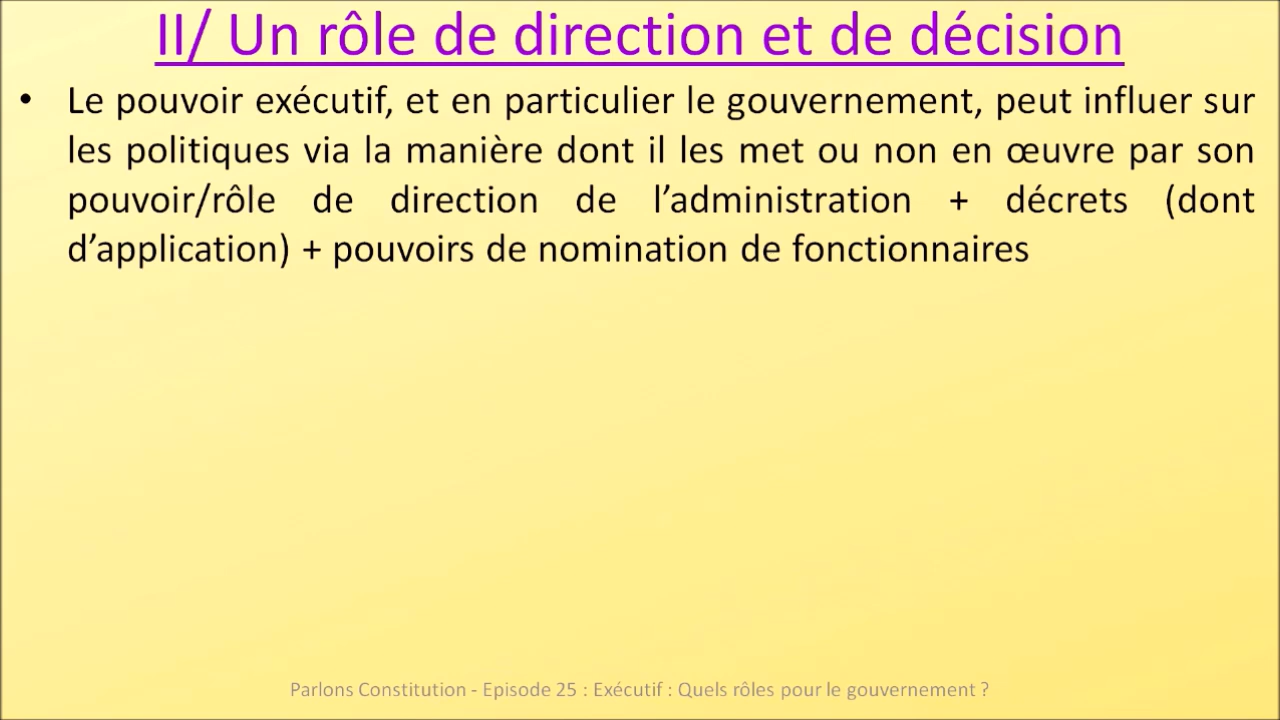 II/ Un rôle de direction et de décision
• Le pouvoir exécutif, et en particulier le gouvernement, peut influer sur
les politiques via la manière dont il les met ou non en œuvre par son
pouvoir/rôle de direction de l’administration + décrets (dont
d’application) + pouvoirs de nomination de fonctionnaires
Parlons Constitution - Episode 25 : Exécutif : Quels rôles pour le gouvernement ?